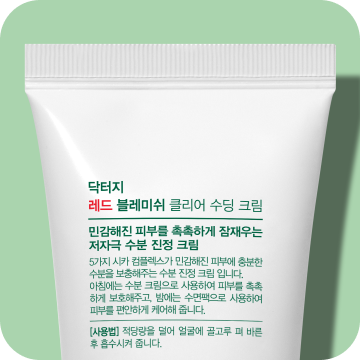 닥터지
레드 블레미쉬 클리어 수딩 크림
민감해진 피부를 촉촉하게 잠재우는
저자극 수분 진정 크림
5가지 시카 컴플렉스가 민감해진 피부에 충분한
수분을 보충해주는 수분 진정 크림 입니다.
아침에는 수분 크림으로 사용하여 피부를 촉촉
하게 보호해주고, 밤에는 수면팩으로 사용하여
피부를 편안하게 케어해 줍니다.
[사용법] 적당량을 덜어 얼굴에 골고루 펴 바른
후 흡수시켜 줍니다.